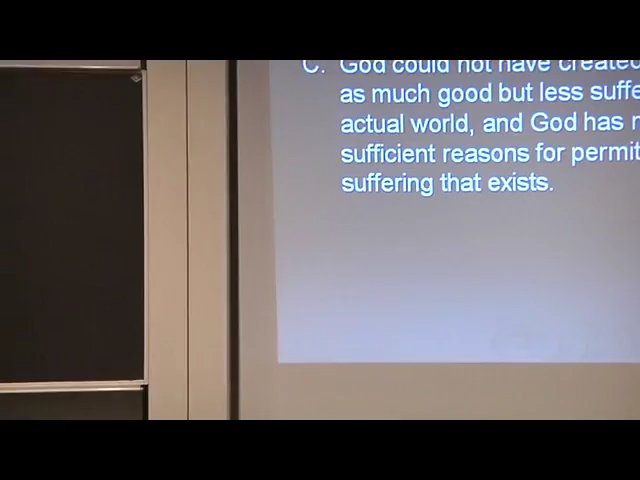 C. God could not have created
as much good but less suffe
actual world, and God has
sufficient reasons for permit
suffering that exists.